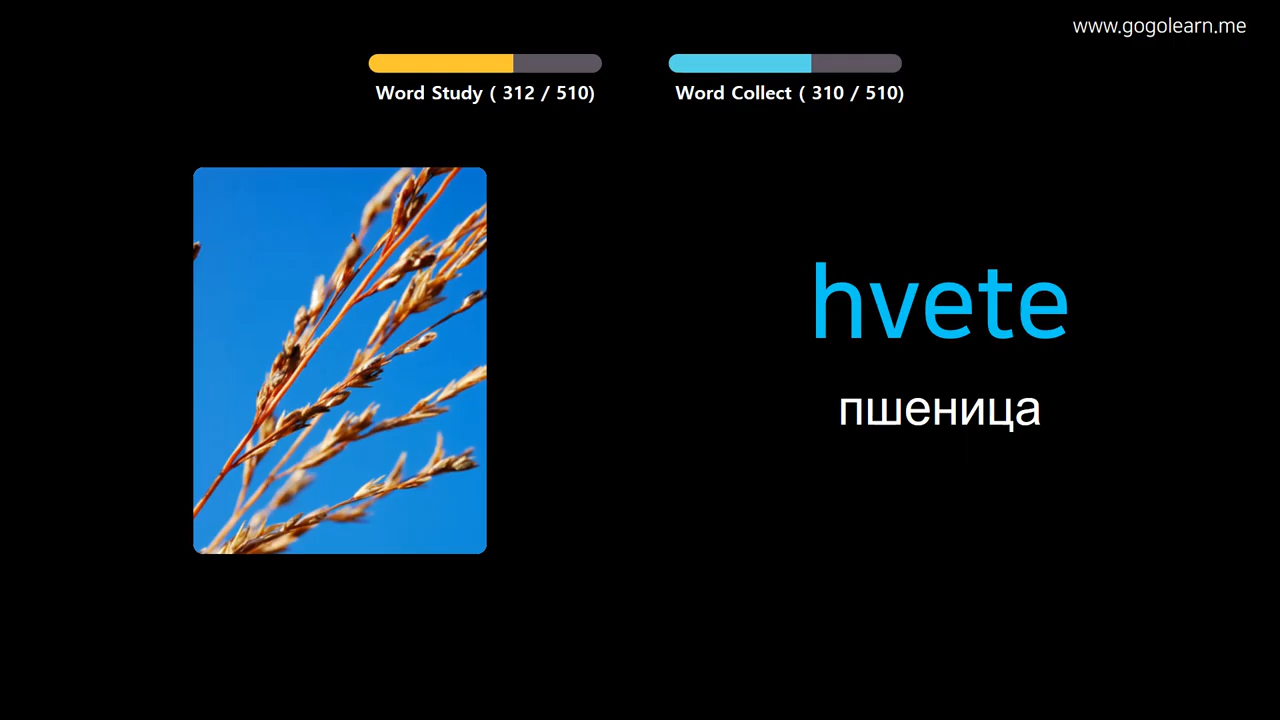 www.gogolearn.me
Word Study ( 312 / 510)
Word Collect ( 310 / 510)
hvete
пшеница